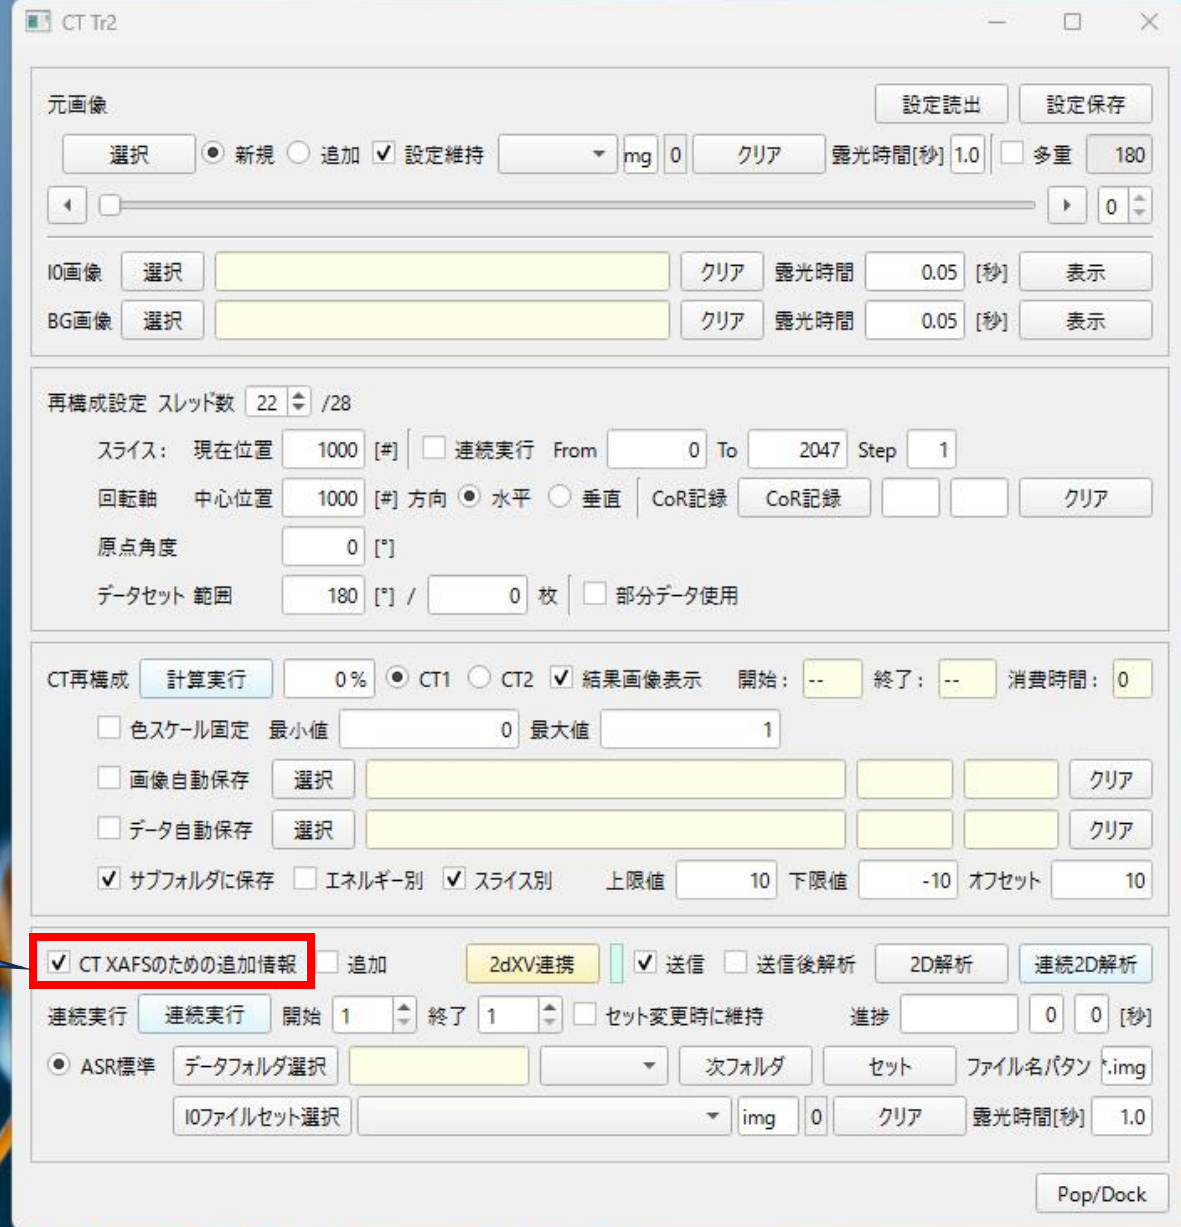 CT Tr2
元画像 設定読出 設定保存
選択 新規 追加 設定維持 mg 0 クリア 露光時間[秒] 1.0 多重 180
0
I0画像 選択 クリア 露光時間 0.05 [秒] 表示
BG画像 選択 クリア 露光時間 0.05 [秒] 表示
再構成設定 スレッド数 22 /28
スライス: 現在位置 1000 [#] 連続実行 From 0 To 2047 Step 1
回転軸 中心位置 1000 [#] 方向 水平 垂直 CoR記録 CoR記録 クリア
原点角度 0 [°]
データセット 範囲 180 [°] / 0 枚 部分データ使用
CT再構成 計算実行 0 % CT1 CT2 結果画像表示 開始: -- 終了: -- 消費時間: 0
色スケール固定 最小値 0 最大値 1
画像自動保存 選択 クリア
データ自動保存 選択 クリア
サブフォルダに保存 エネルギー別 スライス別 上限値 10 下限値 -10 オフセット 10
CT XAFSのための追加情報 追加 2dXV連携 送信 送信後解析 2D解析 連続2D解析
連続実行 連続実行 開始 1 終了 1 セット変更時に維持 進捗 0 0 [秒]
ASR標準 データフォルダ選択 次フォルダ セット ファイル名パタン *.img
I0ファイルセット選択 img 0 クリア 露光時間[秒] 1.0
Pop/Dock